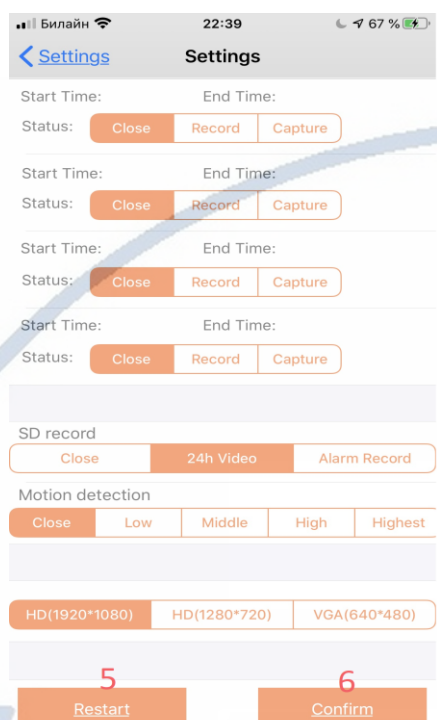 Билайн 22:39 67 %
Settings Settings
Start Time: End Time:
Status: Close Record Capture
Start Time: End Time:
Status: Close Record Capture
Start Time: End Time:
Status: Close Record Capture
Start Time: End Time:
Status: Close Record Capture
SD record
Close 24h Video Alarm Record
Motion detection
Close Low Middle High Highest
HD(1920*1080) HD(1280*720) VGA(640*480)
5 6
Restart Confirm